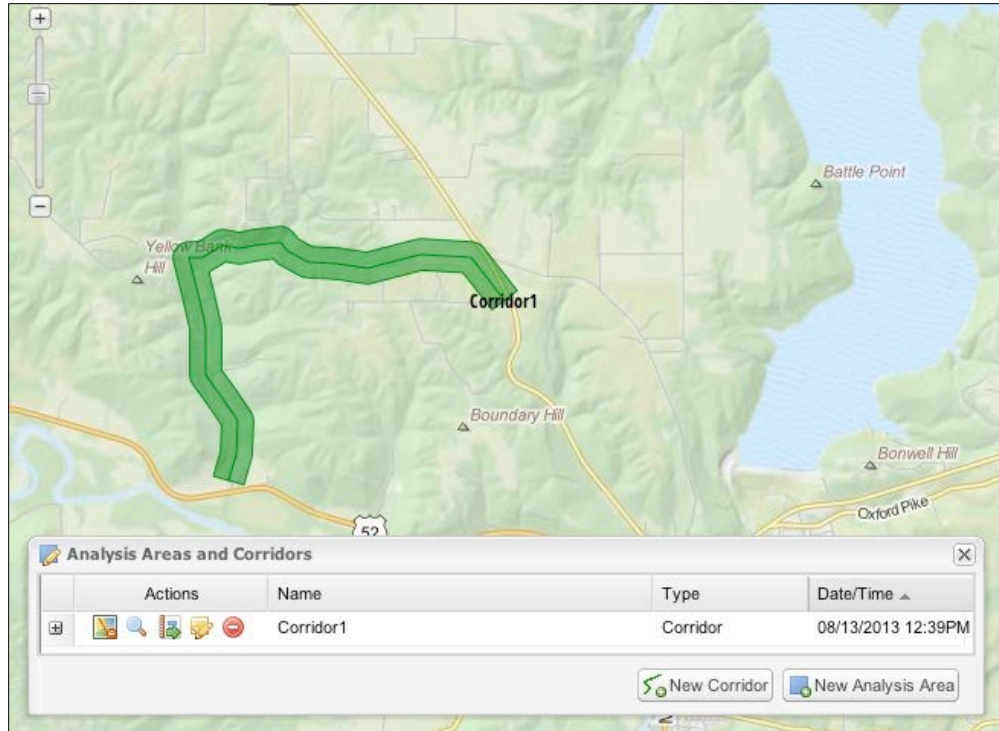 Battle Point
Yellow Bank
Hill
Corridor1
Boundary Hill
Bonwell Hill
Oxford Pike
52
Analysis Areas and Corridors
Actions Name Type Date/Time
Corridor1 Corridor 08/13/2013 12:39PM
New Corridor New Analysis Area